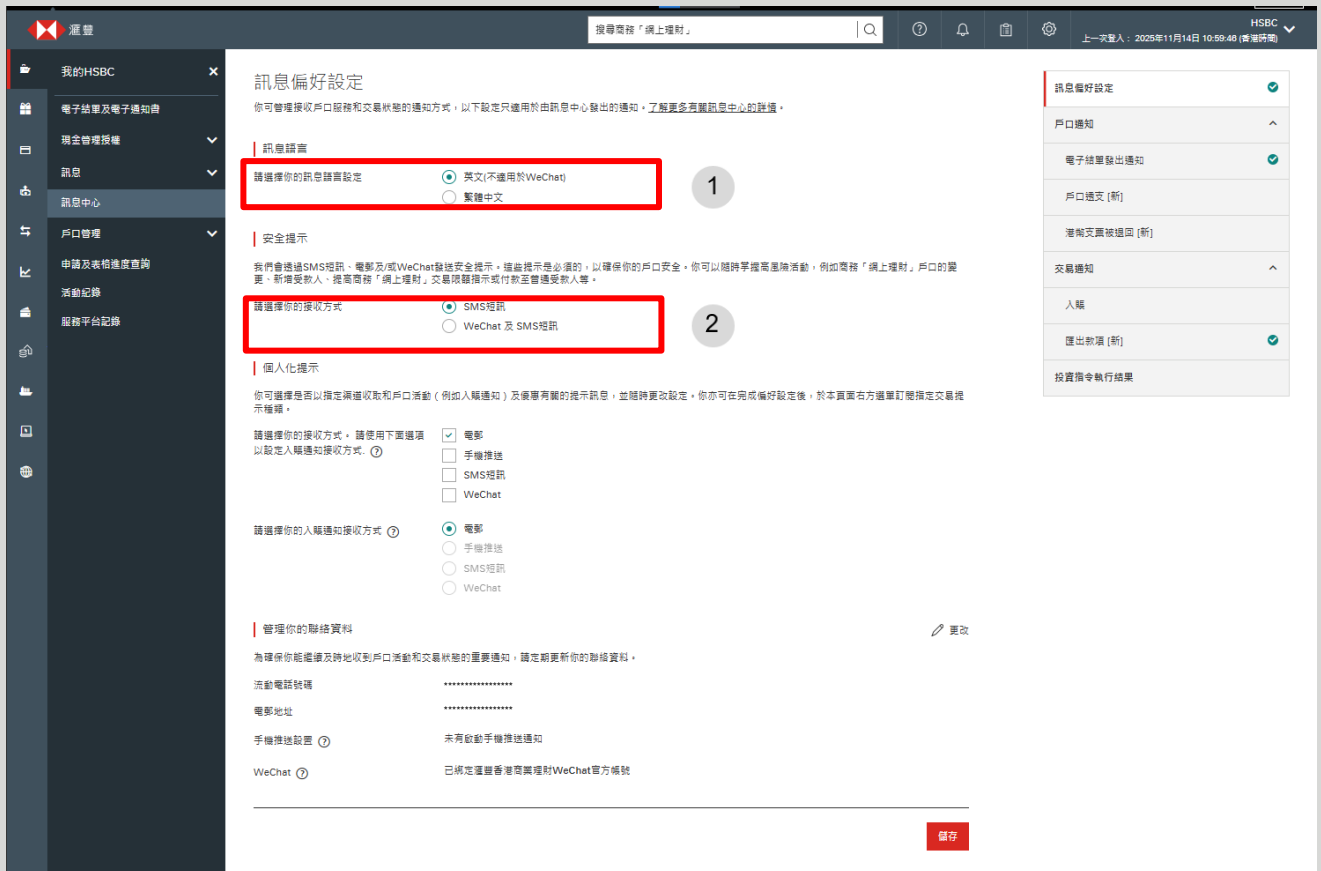 滙豐
搜尋商務「網上理財」
HSBC
上一次登入： 2025年11月14日 10:59:46 (香港時間)
我的HSBC
電子結單及電子通知書
現金管理授權
訊息
訊息中心
戶口管理
申請及表格進度查詢
活動紀錄
服務平台記錄
訊息偏好設定
你可管理接收戶口服務和交易狀態的通知方式，以下設定只適用於由訊息中心發出的通知。了解更多有關訊息中心的詳情。
訊息語言
請選擇你的訊息語言設定
英文(不適用於WeChat)
繁體中文
1
安全提示
我們會透過SMS短訊、電郵及/或WeChat發送安全提示。這些提示是必須的，以確保你的戶口安全。你可以隨時掌握高風險活動，例如商務「網上理財」戶口的變
更、新增受款人、提高商務「網上理財」交易限額指示或付款至普通受款人等。
請選擇你的接收方式
SMS短訊
WeChat 及 SMS短訊
2
個人化提示
你可選擇是否以指定渠道收取和戶口活動（例如入賬通知）及優惠有關的提示訊息，並隨時更改設定。你亦可在完成偏好設定後，於本頁面右方選單訂閱指定交易提
示種類。
請選擇你的接收方式。 請使用下面選項
以設定入賬通知接收方式.
電郵
手機推送
SMS短訊
WeChat
請選擇你的入賬通知接收方式
電郵
手機推送
SMS短訊
WeChat
管理你的聯絡資料
更改
為確保你能繼續及時地收到戶口活動和交易狀態的重要通知，請定期更新你的聯絡資料。
流動電話號碼
*****************
電郵地址
*****************
手機推送設置
未有啟動手機推送通知
WeChat
已綁定滙豐香港商業理財WeChat官方帳號
儲存
訊息偏好設定
戶口通知
電子結單發出通知
戶口透支 [新]
港幣支票被退回 [新]
交易通知
入賬
匯出款項 [新]
投資指令執行結果